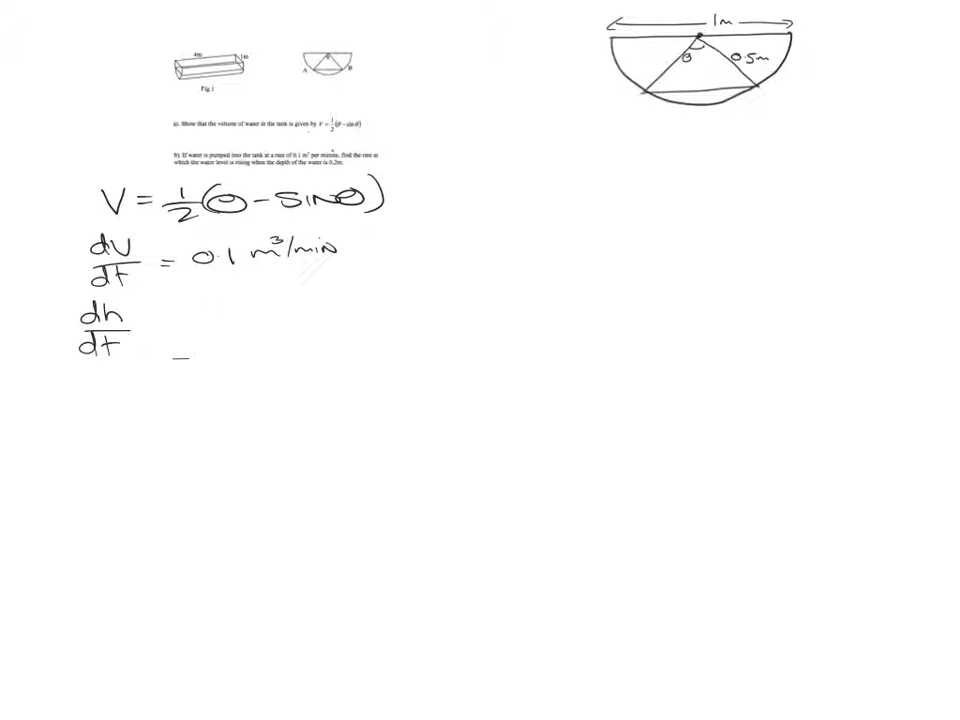 4m
1m
Fig 1
θ
A
B
a). Show that the volume of water in the tank is given by V = 1/2 (θ - sin θ)
b) If water is pumped into the tank at a rate of 0.1 m³ per minute, find the rate at
which the water level is rising when the depth of the water is 0.2m.
1m
θ
0.5m
V = 1/2 (θ - SINθ)
dV/dt = 0.1 m³/min
dh/dt =